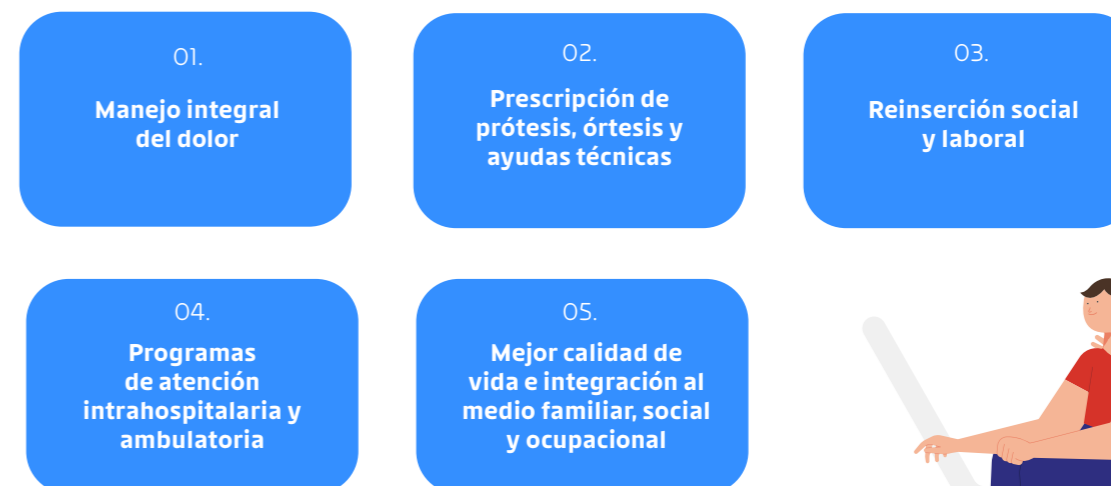 01.
Manejo integral
del dolor
02.
Prescripción de
prótesis, órtesis y
ayudas técnicas
03.
Reinserción social
y laboral
04.
Programas
de atención
intrahospitalaria y
ambulatoria
05.
Mejor calidad de
vida e integración al
medio familiar, social
y ocupacional